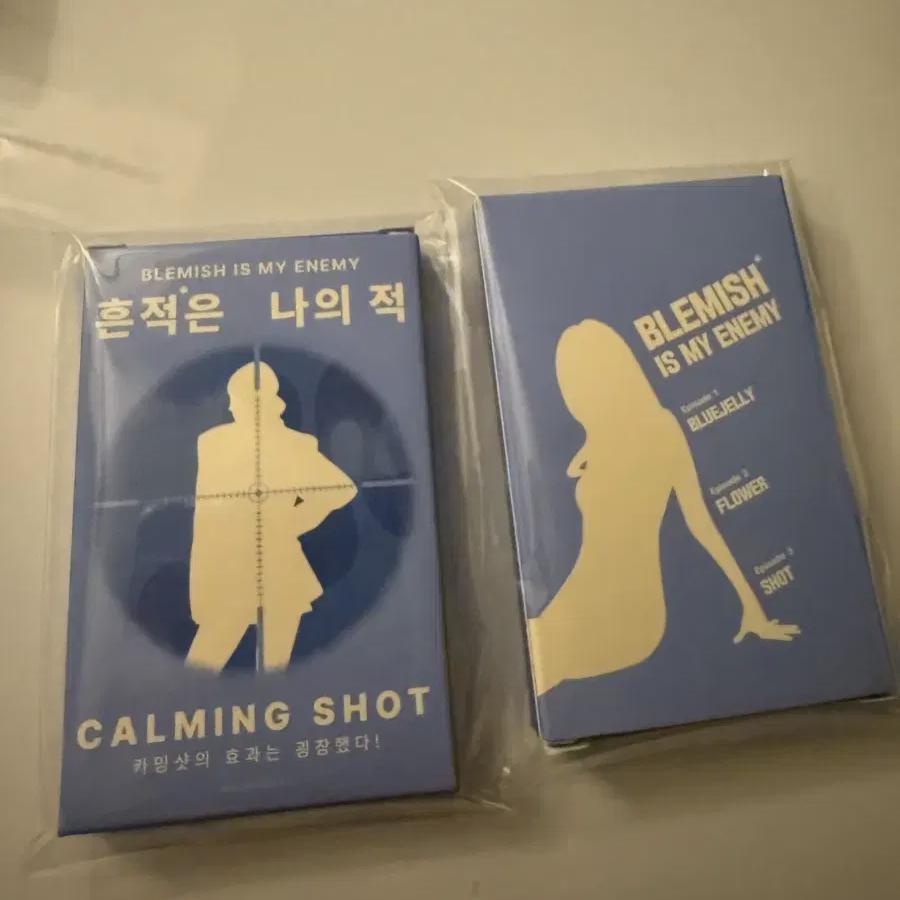 BLEMISH IS MY ENEMY
흔적*은 나의 적
CALMING SHOT
카밍샷의 효과는 굉장했다!
BLEMISH*
IS MY ENEMY
Episode 1
BLUEJELLY
Episode 2
FLOWER
Episode 3
SHOT